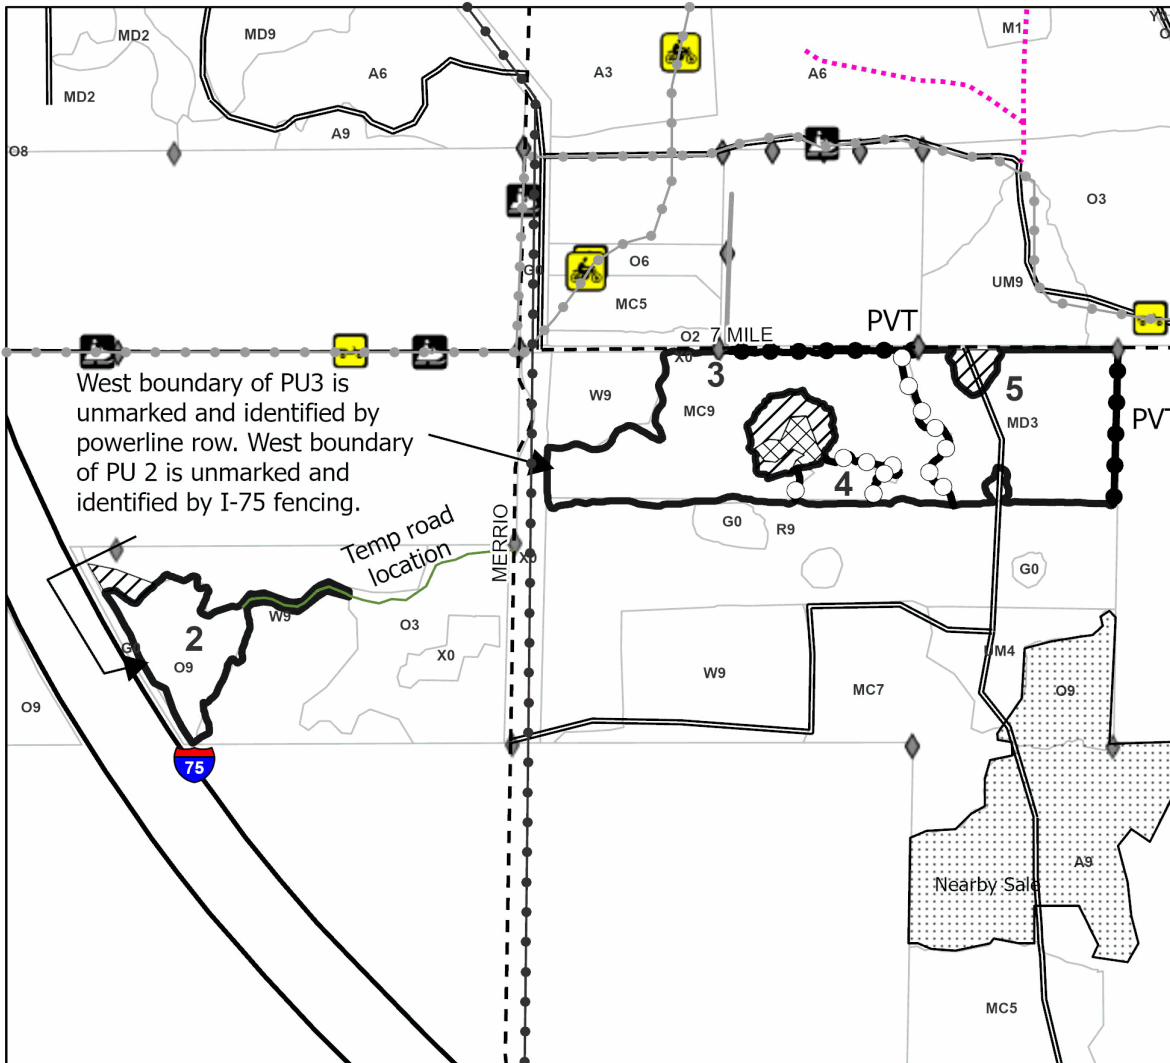 MD2
MD9
M1
A6
A3
A6
MD2
A9
O8
O3
G0
O6
UM9
MC5
PVT
O2
7 MILE
X0
3
5
West boundary of PU3 is
unmarked and identified by
powerline row. West boundary
of PU 2 is unmarked and
identified by I-75 fencing.
W9
MC9
MD3
PVT
4
G0
R9
Temp road
location
MERRIO
X0
G0
W9
O3
2
G0
O9
X0
UM4
W9
MC7
O9
O9
75
A9
Nearby Sale
MC5